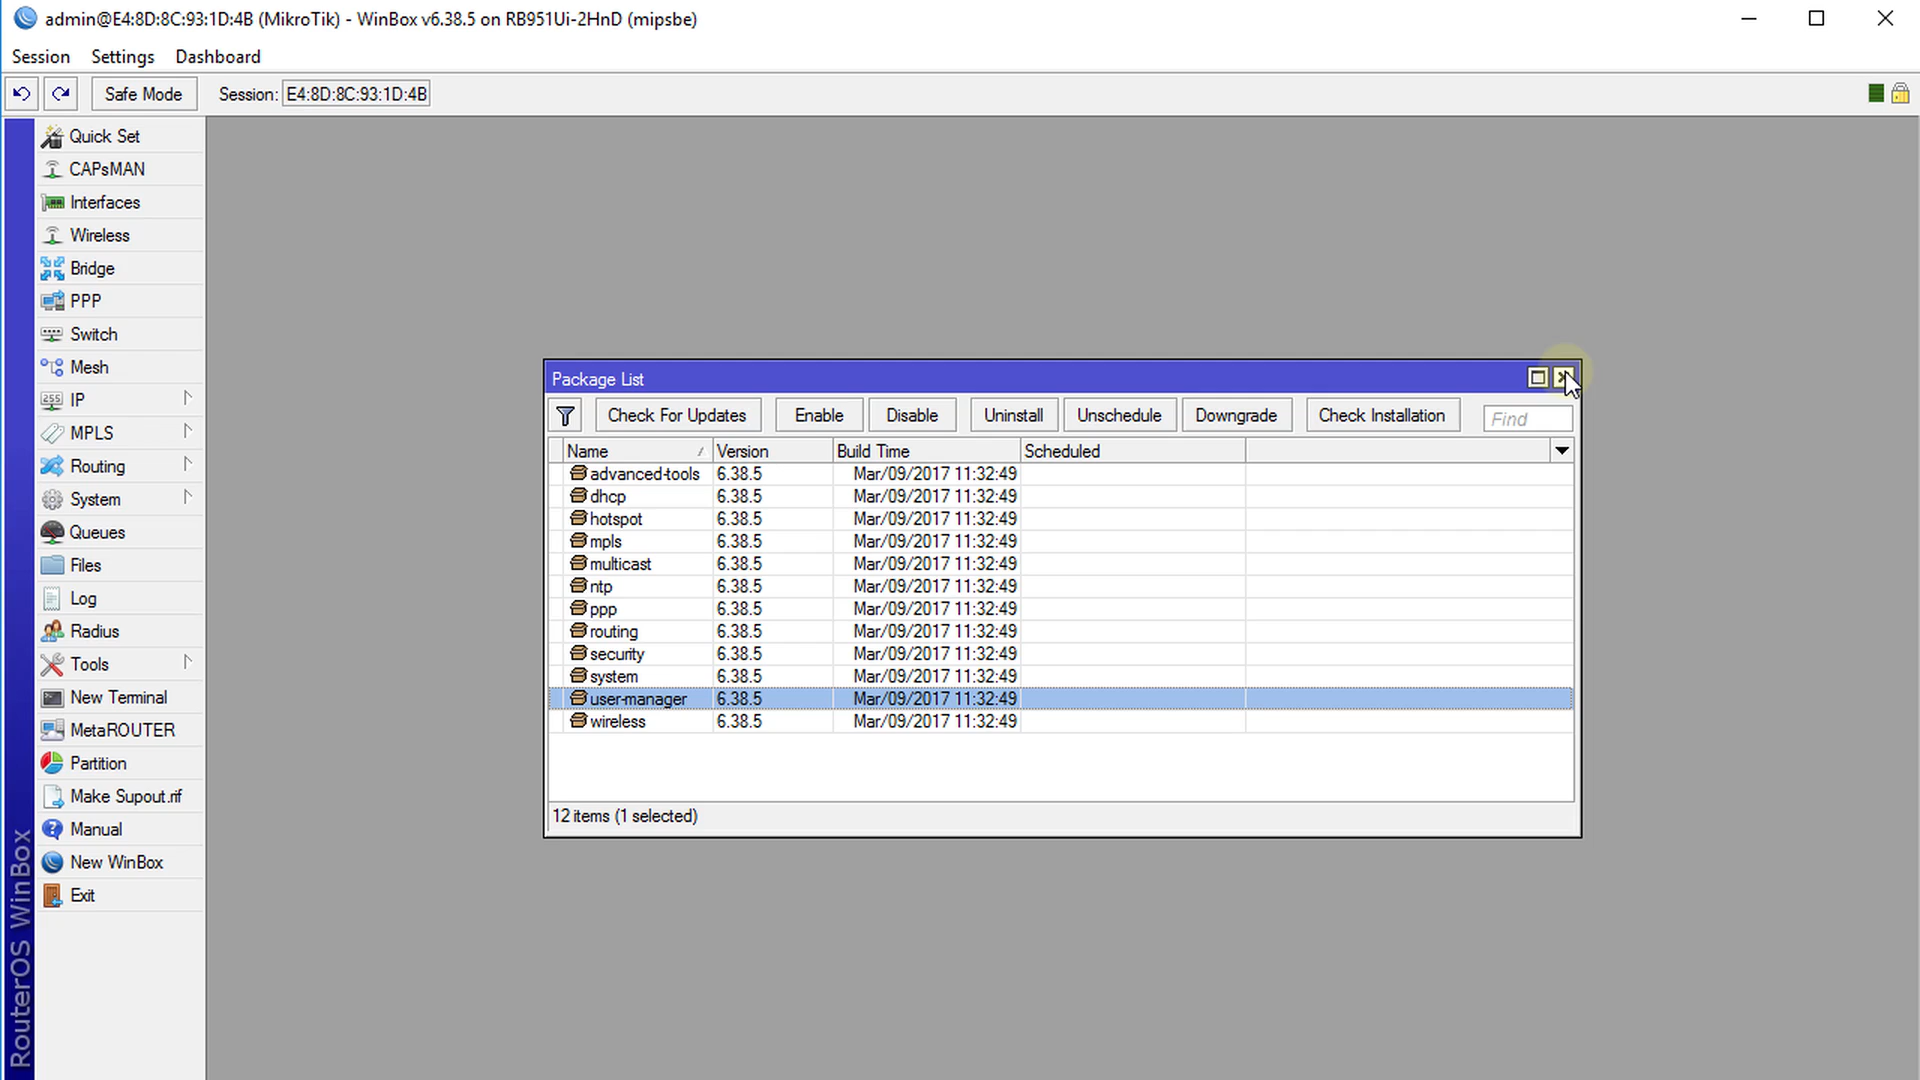 admin@E4:8D:8C:93:1D:4B (MikroTik) - WinBox v6.38.5 on RB951Ui-2HnD (mipsbe)
Session Settings Dashboard
Safe Mode Session: E4:8D:8C:93:1D:4B
Quick Set
CAPsMAN
Interfaces
Wireless
Bridge
PPP
Switch
Mesh
255 IP
MPLS
Routing
System
Queues
Files
Log
Radius
Tools
New Terminal
MetaROUTER
Partition
Make Supout.rif
Manual
New WinBox
Exit
RouterOS WinBox
Package List
Check For Updates Enable Disable Uninstall Unschedule Downgrade Check Installation Find
Name Version Build Time Scheduled
advanced-tools 6.38.5 Mar/09/2017 11:32:49
dhcp 6.38.5 Mar/09/2017 11:32:49
hotspot 6.38.5 Mar/09/2017 11:32:49
mpls 6.38.5 Mar/09/2017 11:32:49
multicast 6.38.5 Mar/09/2017 11:32:49
ntp 6.38.5 Mar/09/2017 11:32:49
ppp 6.38.5 Mar/09/2017 11:32:49
routing 6.38.5 Mar/09/2017 11:32:49
security 6.38.5 Mar/09/2017 11:32:49
system 6.38.5 Mar/09/2017 11:32:49
user-manager 6.38.5 Mar/09/2017 11:32:49
wireless 6.38.5 Mar/09/2017 11:32:49
12 items (1 selected)